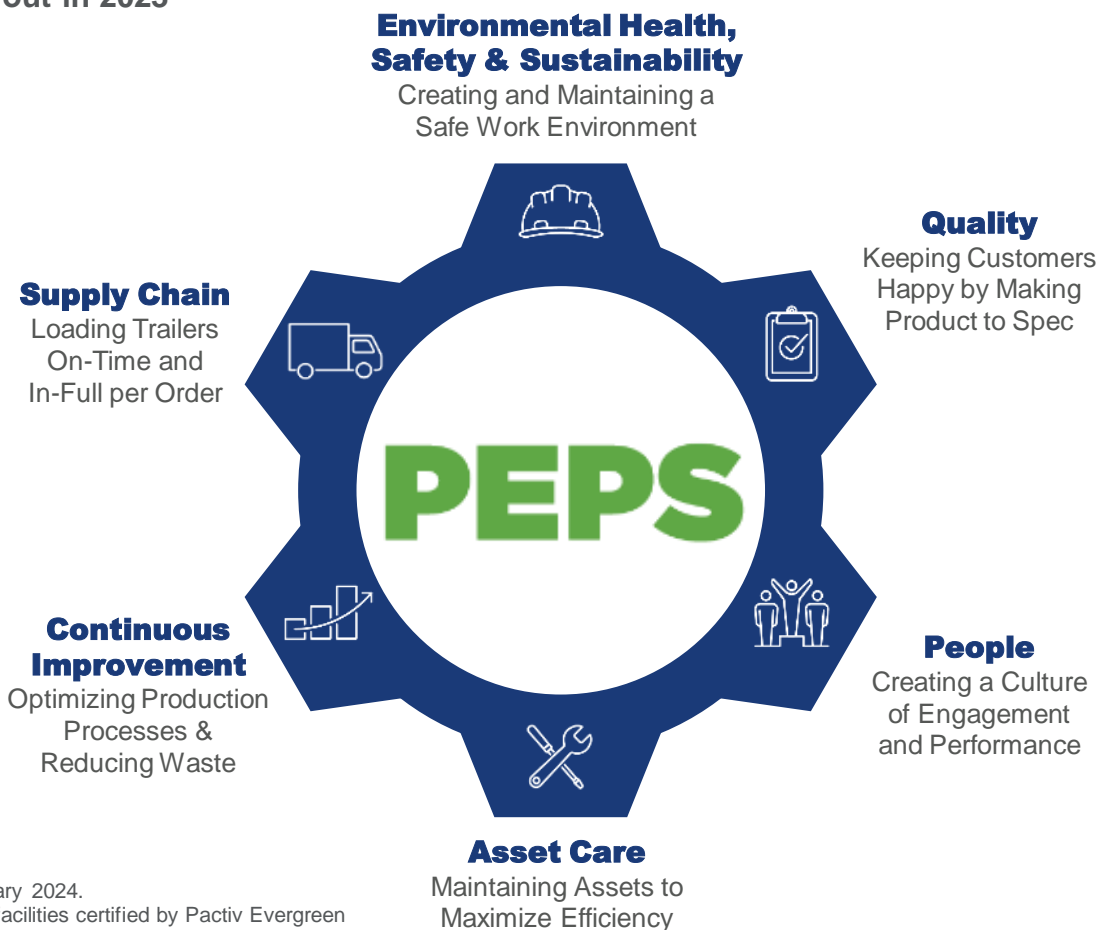 out in 2023
Environmental Health,
Safety & Sustainability
Creating and Maintaining a
Safe Work Environment
Quality
Keeping Customers
Happy by Making
Product to Spec
Supply Chain
Loading Trailers
On-Time and
In-Full per Order
PEPS
Continuous
Improvement
Optimizing Production
Processes &
Reducing Waste
People
Creating a Culture
of Engagement
and Performance
Asset Care
Maintaining Assets to
Maximize Efficiency
2024.
certified by Pactiv Evergreen